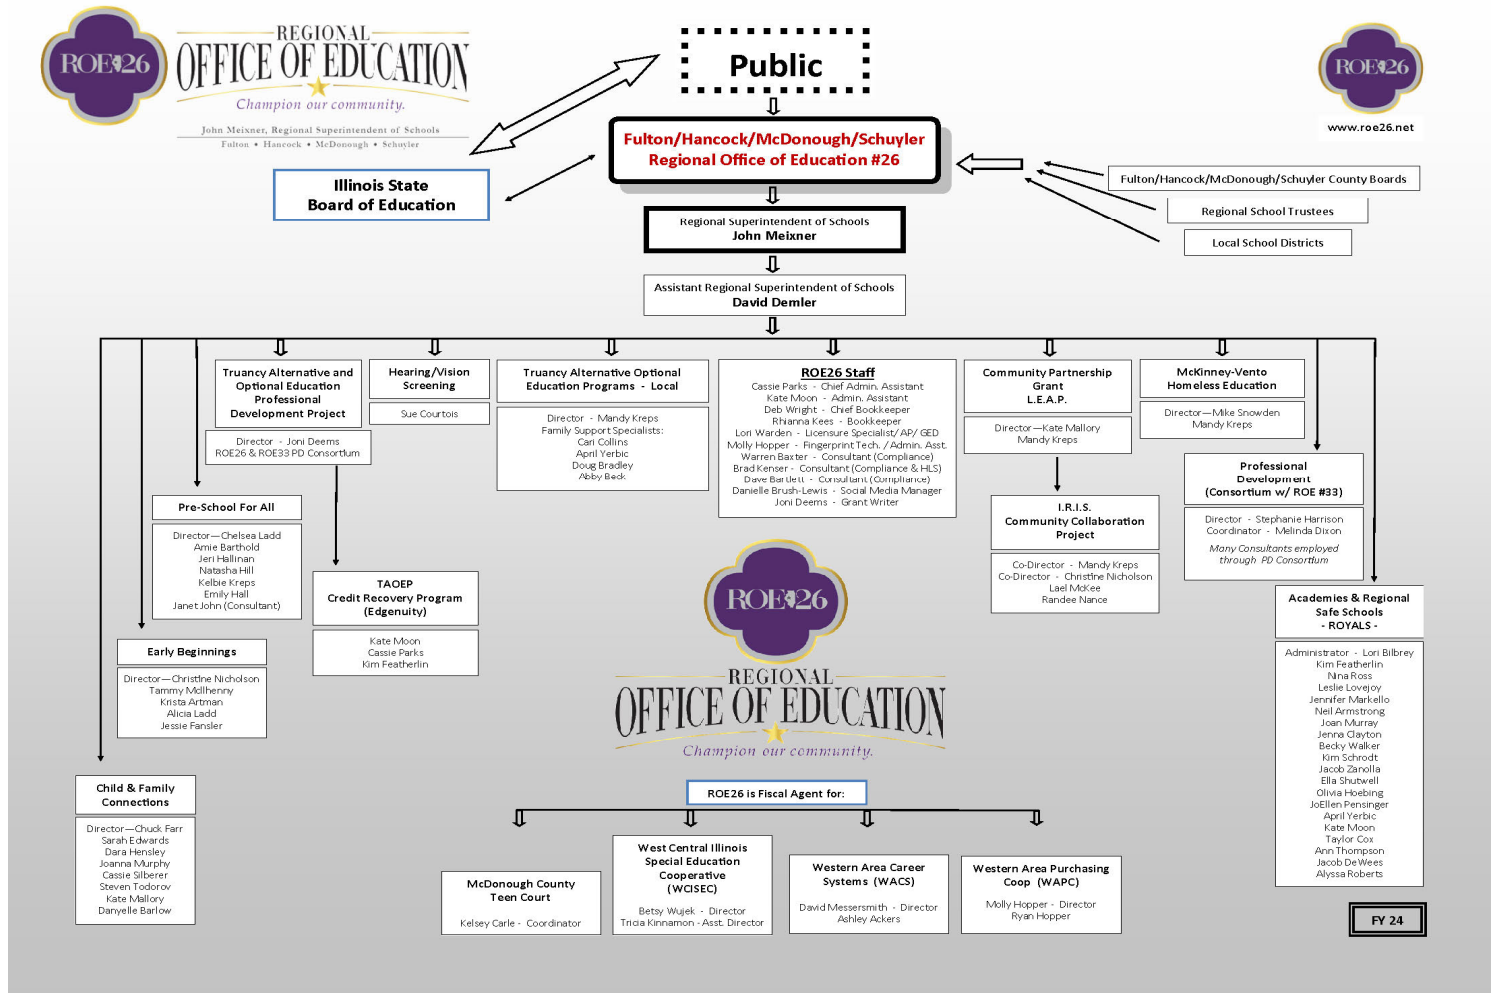 ROE26
REGIONAL
OFFICE OF EDUCATION
Champion our community.
John Meixner, Regional Superintendent of Schools
Fulton • Hancock • McDonough • Schuyler
Public
ROE26
www.roe26.net
Fulton/Hancock/McDonough/Schuyler
Regional Office of Education #26
Illinois State
Board of Education
Fulton/Hancock/McDonough/Schuyler County Boards
Regional School Trustees
Local School Districts
Regional Superintendent of Schools
John Meixner
Assistant Regional Superintendent of Schools
David Demler
Truancy Alternative and
Optional Education
Professional
Development Project
Director - Joni Deems
ROE26 & ROE33 PD Consortium
Hearing/Vision
Screening
Sue Courtois
Truancy Alternative Optional
Education Programs - Local
Director - Mandy Kreps
Family Support Specialists:
Cari Collins
April Yerbic
Doug Bradley
Abby Beck
ROE26 Staff
Cassie Parks - Chief Admin. Assistant
Kate Moon - Admin. Assistant
Deb Wright - Chief Bookkeeper
Rhianna Kees - Bookkeeper
Lori Warden - Licensure Specialist/ AP/ GED
Molly Hopper - Fingerprint Tech. / Admin. Asst.
Warren Baxter - Consultant (Compliance)
Brad Kenser - Consultant (Compliance & HLS)
Dave Bartlett - Consultant (Compliance)
Danielle Brush-Lewis - Social Media Manager
Joni Deems - Grant Writer
Community Partnership
Grant
L.E.A.P.
Director—Kate Mallory
Mandy Kreps
McKinney-Vento
Homeless Education
Director—Mike Snowden
Mandy Kreps
Professional
Development
(Consortium w/ ROE #33)
Director - Stephanie Harrison
Coordinator - Melinda Dixon
Many Consultants employed
through PD Consortium
Pre-School For All
Director—Chelsea Ladd
Amie Barthold
Jeri Hallinan
Natasha Hill
Kelbie Kreps
Emily Hall
Janet John (Consultant)
I.R.I.S.
Community Collaboration
Project
Co-Director - Mandy Kreps
Co-Director - Christine Nicholson
Lael McKee
Randee Nance
TAOEP
Credit Recovery Program
(Edgenuity)
Kate Moon
Cassie Parks
Kim Featherlin
Academies & Regional
Safe Schools
- ROYALS -
Administrator - Lori Bilbrey
Kim Featherlin
Nina Ross
Leslie Lovejoy
Jennifer Markello
Neil Armstrong
Joan Murray
Jenna Clayton
Becky Walker
Kim Schrodt
Jacob Zanolla
Ella Shutwell
Olivia Hoebing
JoEllen Pensinger
April Yerbic
Kate Moon
Taylor Cox
Ann Thompson
Jacob DeWees
Alyssa Roberts
Early Beginnings
Director—Christine Nicholson
Tammy McIlhenny
Krista Artman
Alicia Ladd
Jessie Fansler
ROE26
REGIONAL
OFFICE OF EDUCATION
Champion our community.
Child & Family
Connections
Director—Chuck Farr
Sarah Edwards
Dara Hensley
Joanna Murphy
Cassie Silberer
Steven Todorov
Kate Mallory
Danyelle Barlow
ROE26 is Fiscal Agent for:
McDonough County
Teen Court
Kelsey Carle - Coordinator
West Central Illinois
Special Education
Cooperative
(WCISEC)
Betsy Wujek - Director
Tricia Kinnamon - Asst. Director
Western Area Career
Systems (WACS)
David Messersmith - Director
Ashley Ackers
Western Area Purchasing
Coop (WAPC)
Molly Hopper - Director
Ryan Hopper
FY 24